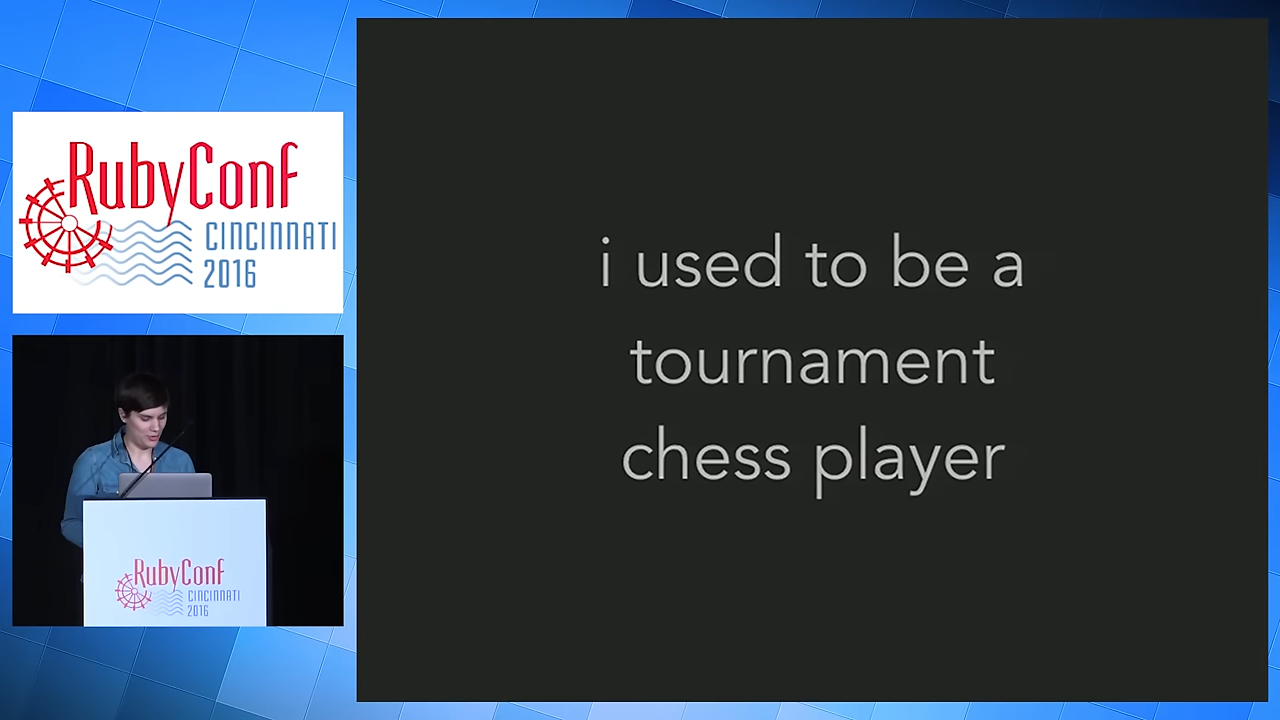 RubyConf
CINCINNATI
2016
i used to be a
tournament
chess player
RubyConf
CINCINNATI
2016